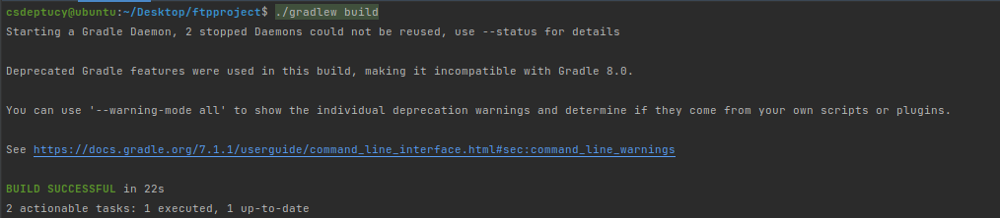 csdeptucy@ubuntu:~/Desktop/ftpproject$ ./gradlew build
Starting a Gradle Daemon, 2 stopped Daemons could not be reused, use --status for details
Deprecated Gradle features were used in this build, making it incompatible with Gradle 8.0.
You can use '--warning-mode all' to show the individual deprecation warnings and determine if they come from your own scripts or plugins.
See https://docs.gradle.org/7.1.1/userguide/command_line_interface.html#sec:command_line_warnings
BUILD SUCCESSFUL in 22s
2 actionable tasks: 1 executed, 1 up-to-date